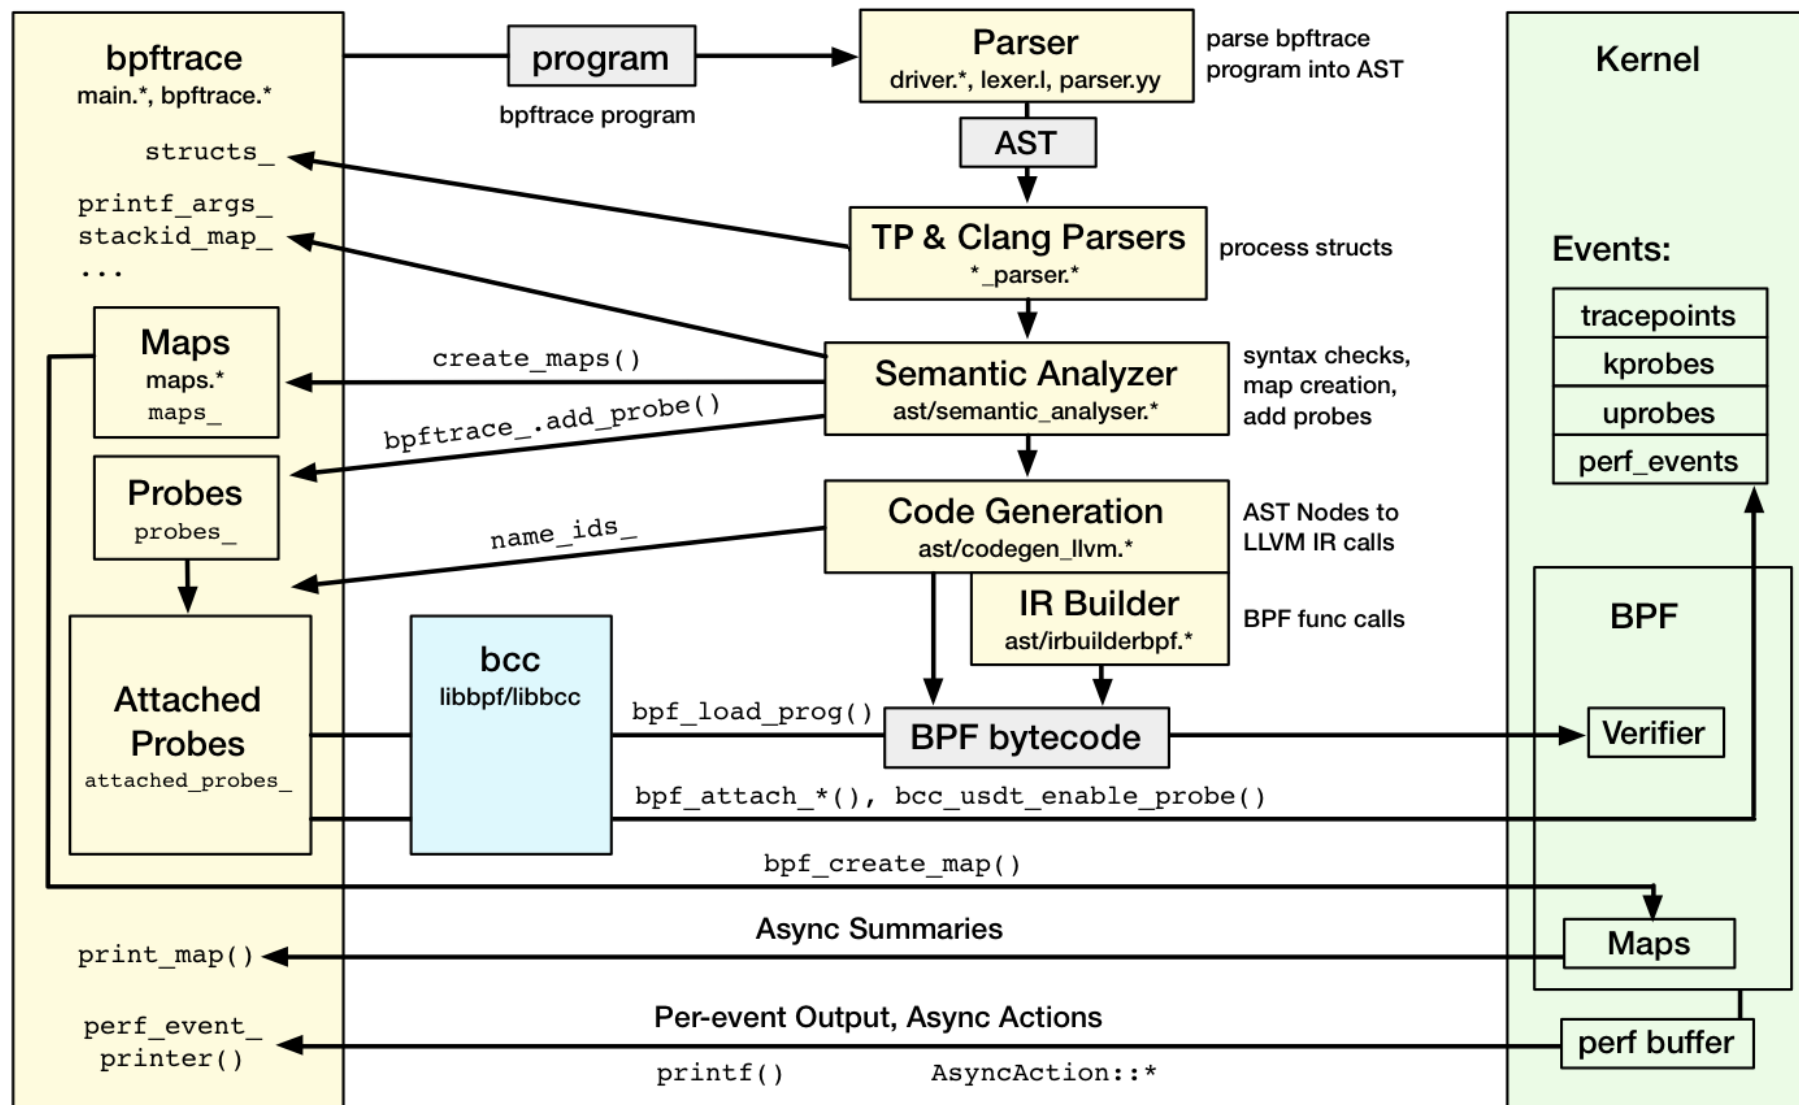 bpftrace
main.*, bpftrace.*
structs_
printf_args_
stackid_map_
...
Maps
maps.*
maps_
Probes
probes_
Attached
Probes
attached_probes_
print_map()
perf_event_
printer()
program
bpftrace program
Parser
driver.*, lexer.l, parser.yy
parse bpftrace
program into AST
AST
TP & Clang Parsers
*_parser.*
process structs
Semantic Analyzer
ast/semantic_analyser.*
syntax checks,
map creation,
add probes
create_maps()
bpftrace_.add_probe()
name_ids_
Code Generation
ast/codegen_llvm.*
AST Nodes to
LLVM IR calls
IR Builder
ast/irbuilderbpf.*
BPF func calls
bcc
libbpf/libbcc
bpf_load_prog()
BPF bytecode
bpf_attach_*(), bcc_usdt_enable_probe()
bpf_create_map()
Async Summaries
Per-event Output, Async Actions
printf()
AsyncAction::*
Kernel
Events:
tracepoints
kprobes
uprobes
perf_events
BPF
Verifier
Maps
perf buffer